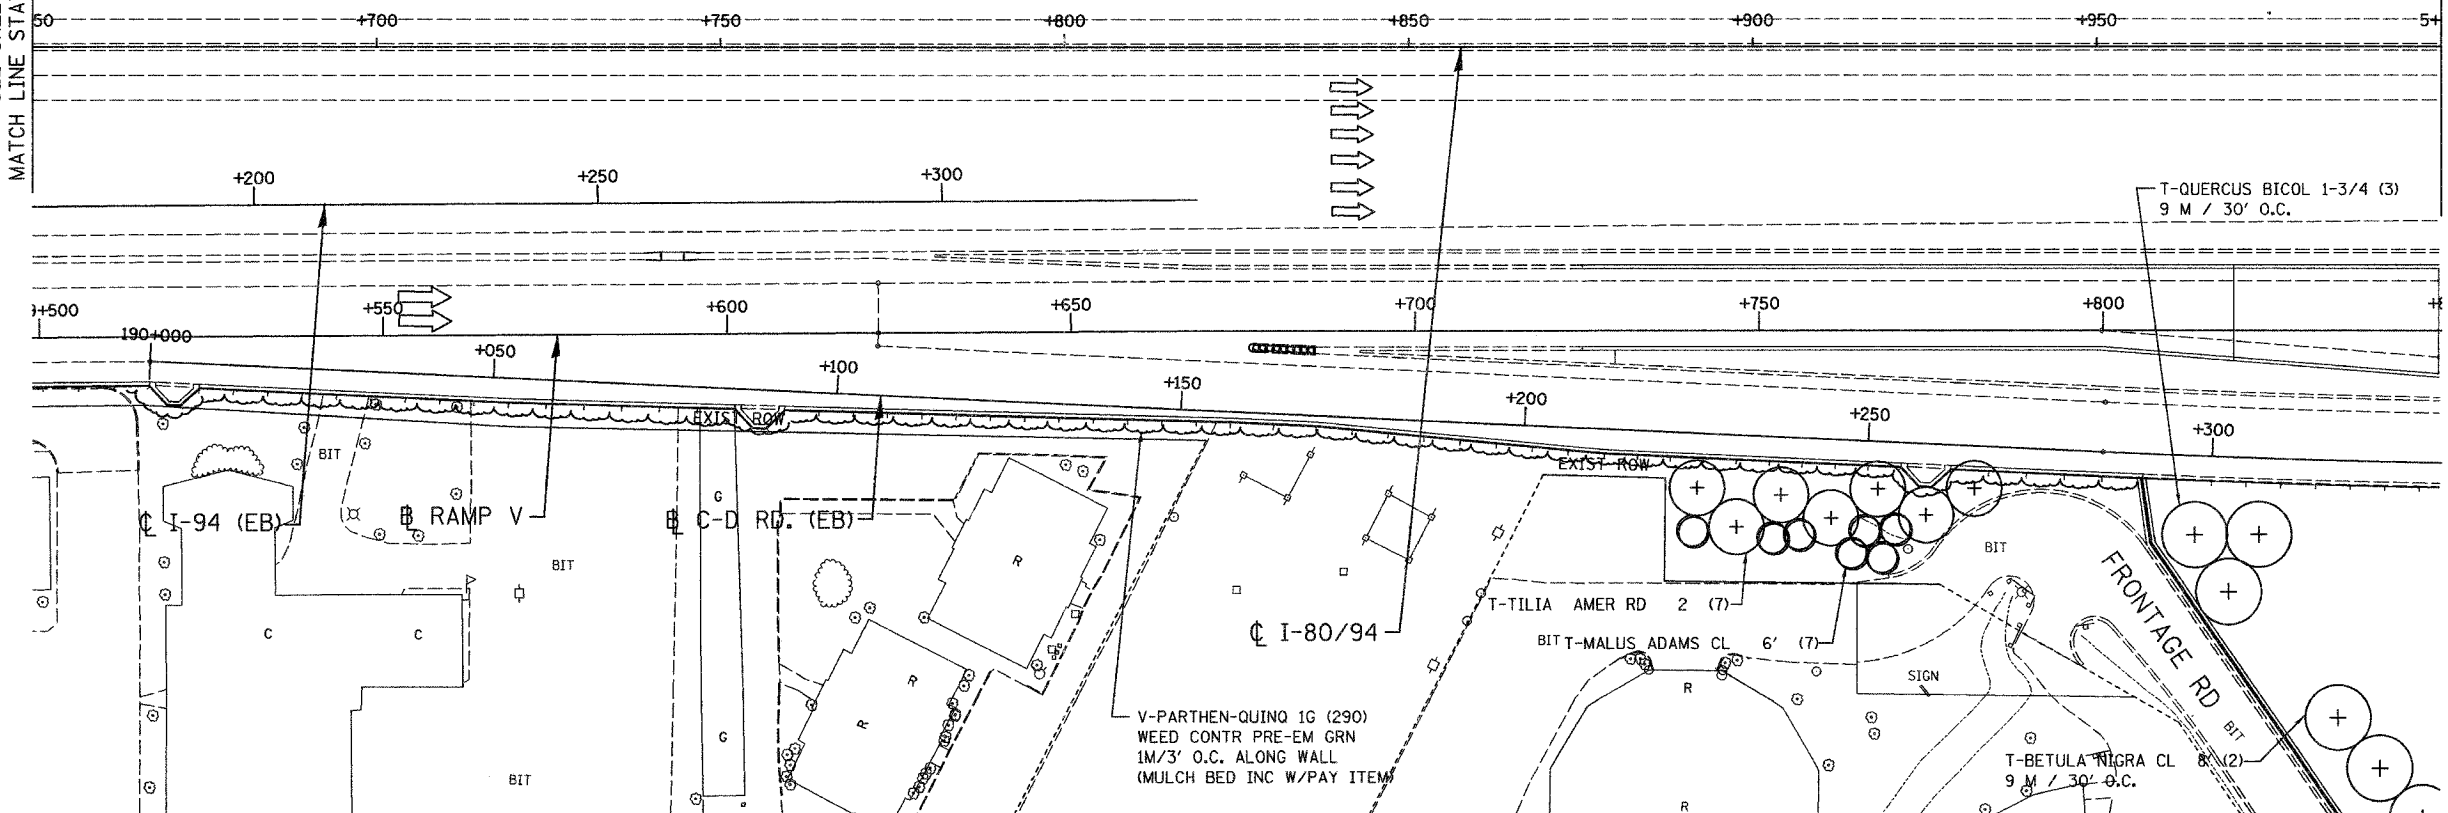 MATCH LINE STA
50 +700 +750 +800 +850 +900 +950 5+
+200 +250 +300
T-QUERCUS BICOL 1-3/4 (3)
9 M / 30' O.C.
+500 +550 +600 +650 +700 +750 +800
190+000 +050 +100 +150 +200 +250 +300
EXIST ROW
EXIST ROW
BIT
G
R
BIT
BIT
℄ I-94 (EB)
BL RAMP V
BL C-D RD. (EB)
℄ I-80/94
T-TILIA AMER RD 2 (7)
BIT
T-MALUS ADAMS CL 6' (7)
C
C
FRONTAGE RD
SIGN
R
R
R
V-PARTHEN-QUINQ 1G (290)
WEED CONTR PRE-EM GRN
1M/3' O.C. ALONG WALL
(MULCH BED INC W/PAY ITEM)
G
BIT
BIT
T-BETULA NIGRA CL 8' (2)
9 M / 30' O.C.
R